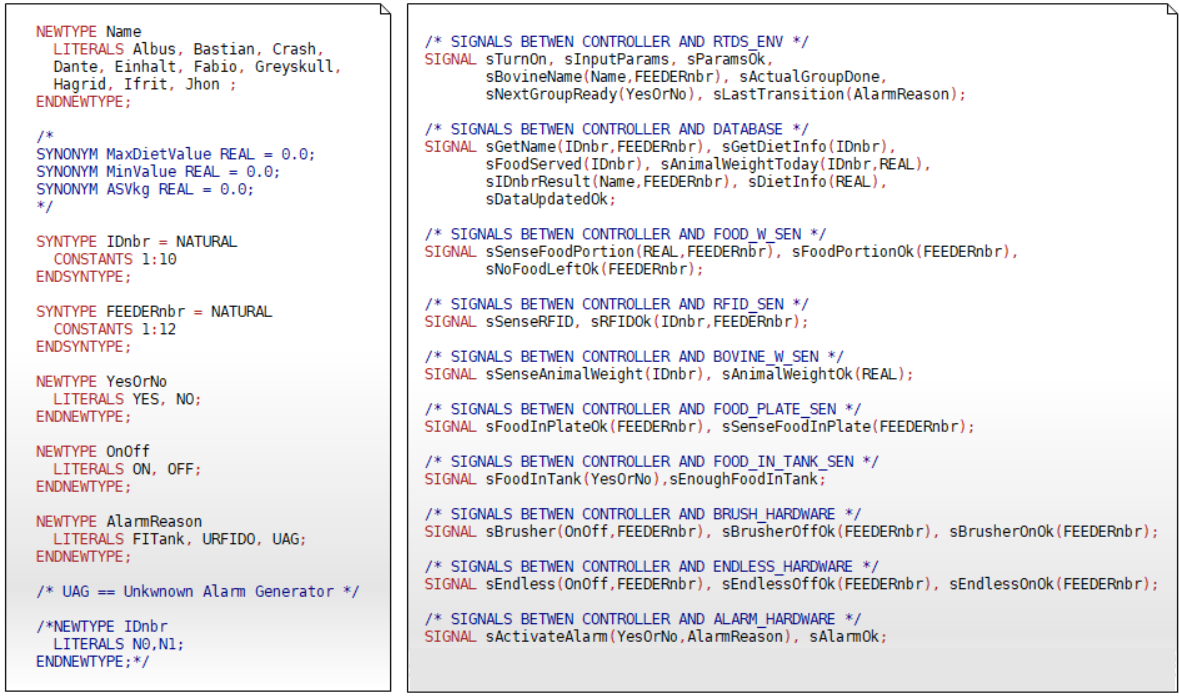 NEWTYPE Name
LITERALS Albus, Bastian, Crash,
Dante, Einhalt, Fabio, Greyskull,
Hagrid, Ifrit, Jhon ;
ENDNEWTYPE;
/*
SYNONYM MaxDietValue REAL = 0.0;
SYNONYM MinValue REAL = 0.0;
SYNONYM ASVkg REAL = 0.0;
*/
SYNTYPE IDnbr = NATURAL
CONSTANTS 1:10
ENDSYNTYPE;
SYNTYPE FEEDERnbr = NATURAL
CONSTANTS 1:12
ENDSYNTYPE;
NEWTYPE YesOrNo
LITERALS YES, NO;
ENDNEWTYPE;
NEWTYPE OnOff
LITERALS ON, OFF;
ENDNEWTYPE;
NEWTYPE AlarmReason
LITERALS FITank, URFIDO, UAG;
ENDNEWTYPE;
/* UAG == Unkwnown Alarm Generator */
/*NEWTYPE IDnbr
LITERALS N0,N1;
ENDNEWTYPE;*/
/* SIGNALS BETWEN CONTROLLER AND RTDS_ENV */
SIGNAL sTurnOn, sInputParams, sParamsOk,
sBovineName(Name,FEEDERnbr), sActualGroupDone,
sNextGroupReady(YesOrNo), sLastTransition(AlarmReason);
/* SIGNALS BETWEN CONTROLLER AND DATABASE */
SIGNAL sGetName(IDnbr,FEEDERnbr), sGetDietInfo(IDnbr),
sFoodServed(IDnbr), sAnimalWeightToday(IDnbr,REAL),
sIDnbrResult(Name,FEEDERnbr), sDietInfo(REAL),
sDataUpdatedOk;
/* SIGNALS BETWEN CONTROLLER AND FOOD_W_SEN */
SIGNAL sSenseFoodPortion(REAL,FEEDERnbr), sFoodPortionOk(FEEDERnbr),
sNoFoodLeftOk(FEEDERnbr);
/* SIGNALS BETWEN CONTROLLER AND RFID_SEN */
SIGNAL sSenseRFID, sRFIDOk(IDnbr,FEEDERnbr);
/* SIGNALS BETWEN CONTROLLER AND BOVINE_W_SEN */
SIGNAL sSenseAnimalWeight(IDnbr), sAnimalWeightOk(REAL);
/* SIGNALS BETWEN CONTROLLER AND FOOD_PLATE_SEN */
SIGNAL sFoodInPlateOk(FEEDERnbr), sSenseFoodInPlate(FEEDERnbr);
/* SIGNALS BETWEN CONTROLLER AND FOOD_IN_TANK_SEN */
SIGNAL sFoodInTank(YesOrNo),sEnoughFoodInTank;
/* SIGNALS BETWEN CONTROLLER AND BRUSH_HARDWARE */
SIGNAL sBrusher(OnOff,FEEDERnbr), sBrusherOffOk(FEEDERnbr), sBrusherOnOk(FEEDERnbr);
/* SIGNALS BETWEN CONTROLLER AND ENDLESS_HARDWARE */
SIGNAL sEndless(OnOff,FEEDERnbr), sEndlessOffOk(FEEDERnbr), sEndlessOnOk(FEEDERnbr);
/* SIGNALS BETWEN CONTROLLER AND ALARM_HARDWARE */
SIGNAL sActivateAlarm(YesOrNo,AlarmReason), sAlarmOk;